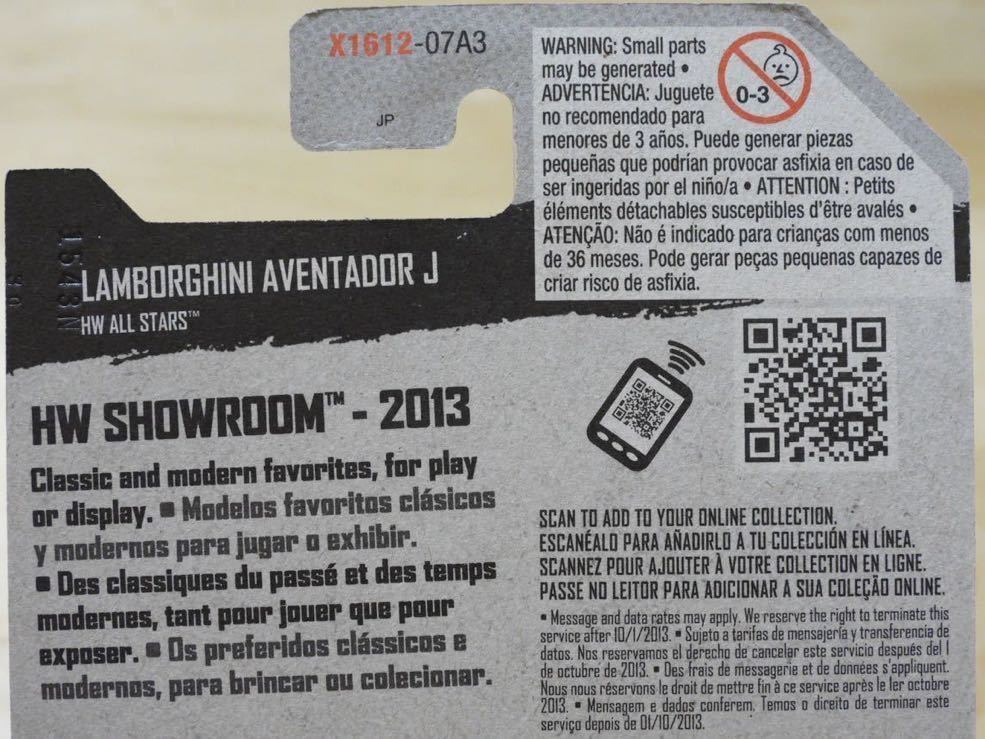 X1612-07A3
JP
WARNING: Small parts
may be generated •
ADVERTENCIA: Juguete
no recomendado para
menores de 3 años. Puede generar piezas
pequeñas que podrían provocar asfixia en caso de
ser ingeridas por el niño/a • ATTENTION : Petits
éléments détachables susceptibles d'être avalés •
ATENÇÃO: Não é indicado para crianças com menos
de 36 meses. Pode gerar peças pequenas capazes de
criar risco de asfixia.
0-3
LAMBORGHINI AVENTADOR J
HW ALL STARS™
HW SHOWROOM™ - 2013
Classic and modern favorites, for play
or display. ▪ Modelos favoritos clásicos
y modernos para jugar o exhibir.
▪ Des classiques du passé et des temps
modernes, tant pour jouer que pour
exposer. ▪ Os preferidos clássicos e
modernos, para brincar ou colecionar.
SCAN TO ADD TO YOUR ONLINE COLLECTION.
ESCANÉALO PARA AÑADIRLO A TU COLECCIÓN EN LÍNEA.
SCANNEZ POUR AJOUTER À VOTRE COLLECTION EN LIGNE.
PASSE NO LEITOR PARA ADICIONAR A SUA COLEÇÃO ONLINE.
▪ Message and data rates may apply. We reserve the right to terminate this
service after 10/1/2013. ▪ Sujeto a tarifas de mensajería y transferencia de
datos. Nos reservamos el derecho de cancelar este servicio después del 1
de octubre de 2013. ▪ Des frais de messagerie et de données s'appliquent.
Nous nous réservons le droit de mettre fin à ce service après le 1er octobre
2013. ▪ Mensagem e dados conferem. Temos o direito de terminar este
serviço depois de 01/10/2013.